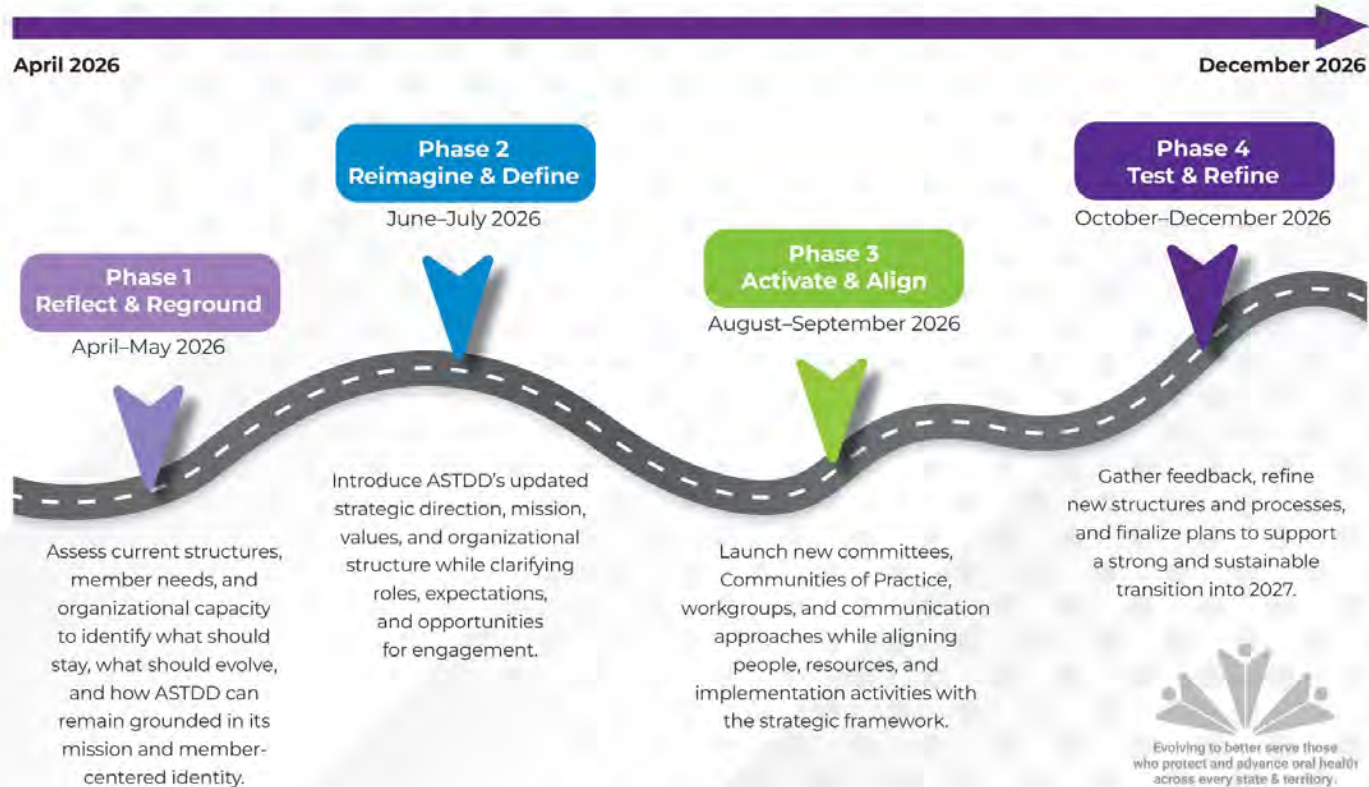 April 2026
December 2026
Phase 1
Reflect & Reground
April–May 2026
Assess current structures,
member needs, and
organizational capacity
to identify what should
stay, what should evolve,
and how ASTDD can
remain grounded in its
mission and member-
centered identity.
Phase 2
Reimagine & Define
June–July 2026
Introduce ASTDD’s updated
strategic direction, mission,
values, and organizational
structure while clarifying
roles, expectations,
and opportunities
for engagement.
Phase 3
Activate & Align
August–September 2026
Launch new committees,
Communities of Practice,
workgroups, and communication
approaches while aligning
people, resources, and
implementation activities with
the strategic framework.
Phase 4
Test & Refine
October–December 2026
Gather feedback, refine
new structures and processes,
and finalize plans to support
a strong and sustainable
transition into 2027.
Evolving to better serve those
who protect and advance oral health
across every state & territory.